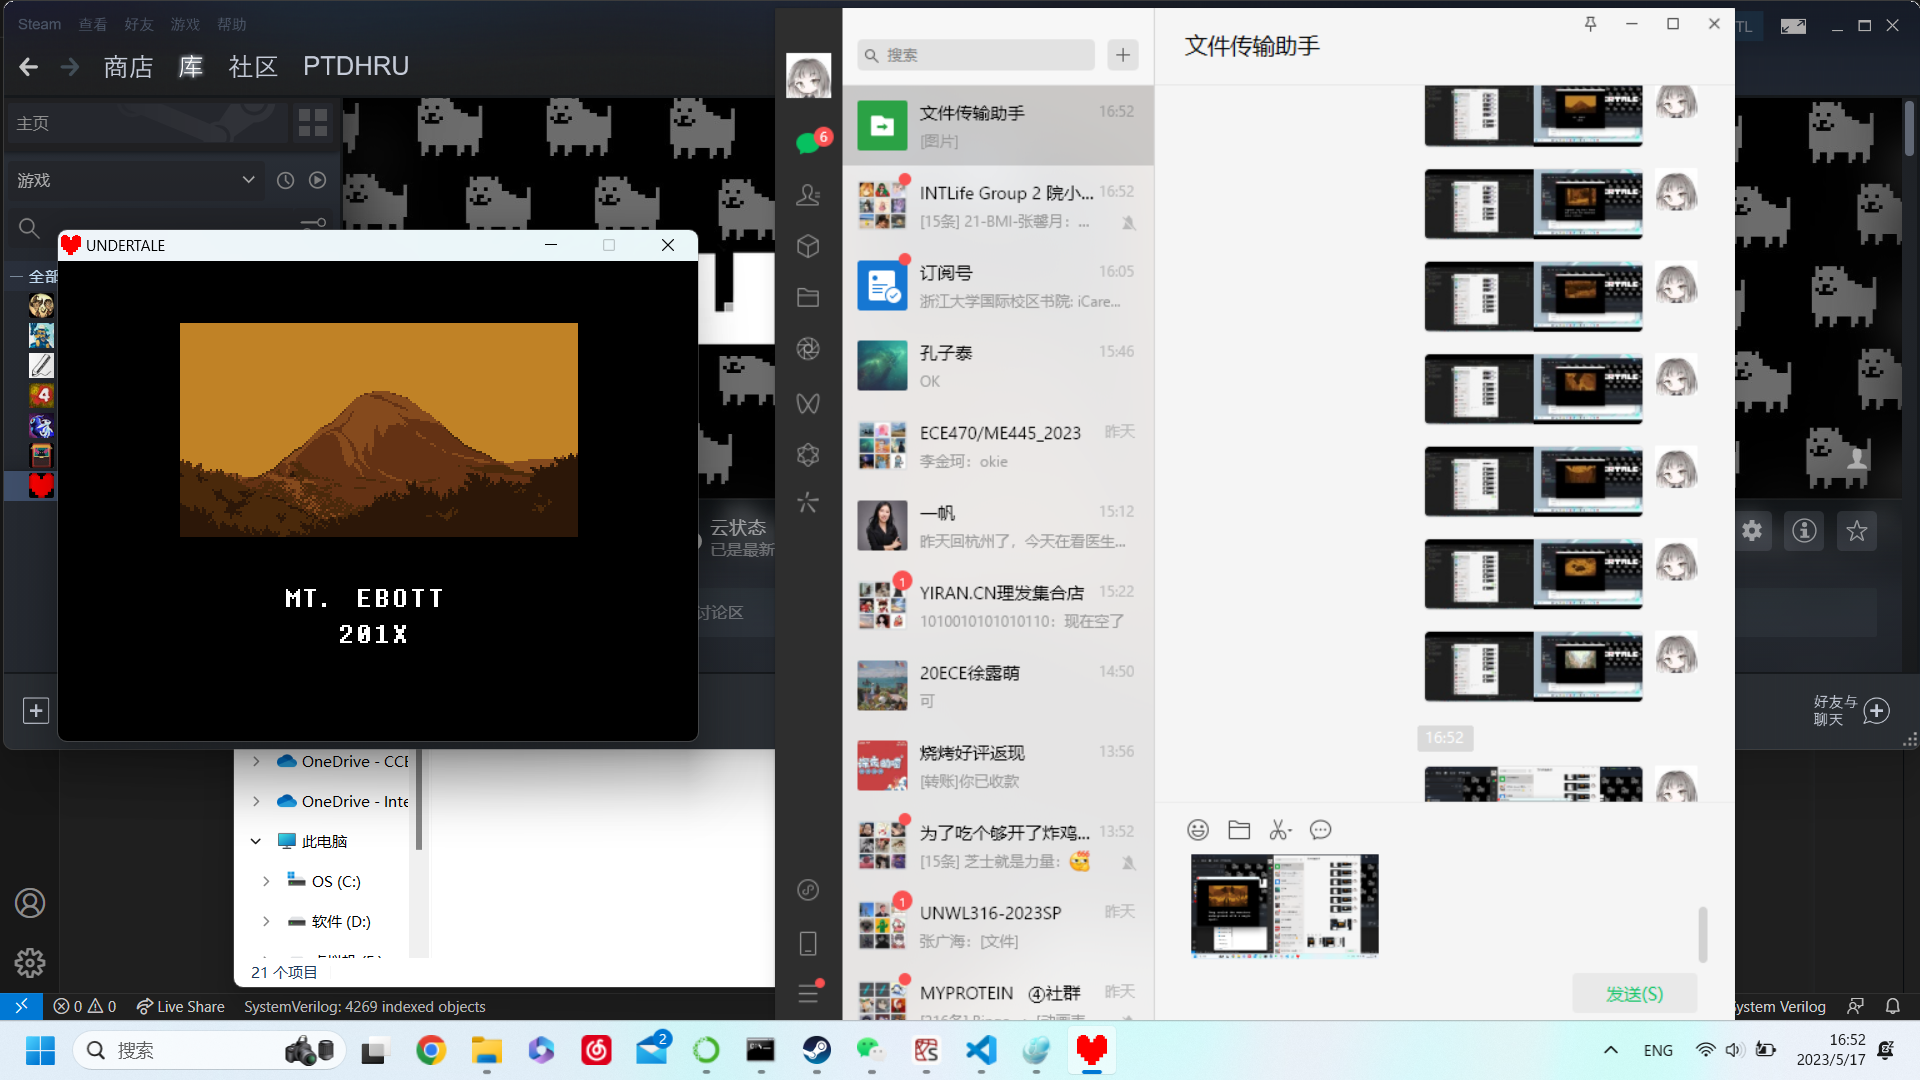 Steam 查看 好友 游戏 帮助
商店 库 社区 PTDHRU
主页
游戏
全部
UNDERTALE
MT. EBOTT
201X
云状态
已是最新
讨论区
好友与
聊天
OneDrive - CCE
OneDrive - Inte
此电脑
OS (C:)
软件 (D:)
21 个项目
0 0 Live Share SystemVerilog: 4269 indexed objects
ystem Verilog
6
搜索
文件传输助手 16:52
[图片]
INTLife Group 2 院小... 16:52
[15条] 21-BMI-张馨月: ...
订阅号 16:05
浙江大学国际校区书院: iCare...
孔子泰 15:46
OK
ECE470/ME445_2023 昨天
李金珂: okie
一帆 15:12
昨天回杭州了，今天在看医生...
1
YIRAN.CN理发集合店 15:22
1010010101010110: 现在空了
20ECE徐露萌 14:50
可
烧烤好评返现 13:56
[转账]你已收款
为了吃个够开了炸鸡... 13:52
[15条] 芝士就是力量:
1
UNWL316-2023SP 昨天
张广海: [文件]
MYPROTEIN ④社群 昨天
文件传输助手
16:52
发送(S)
搜索
2
ENG
16:52
2023/5/17